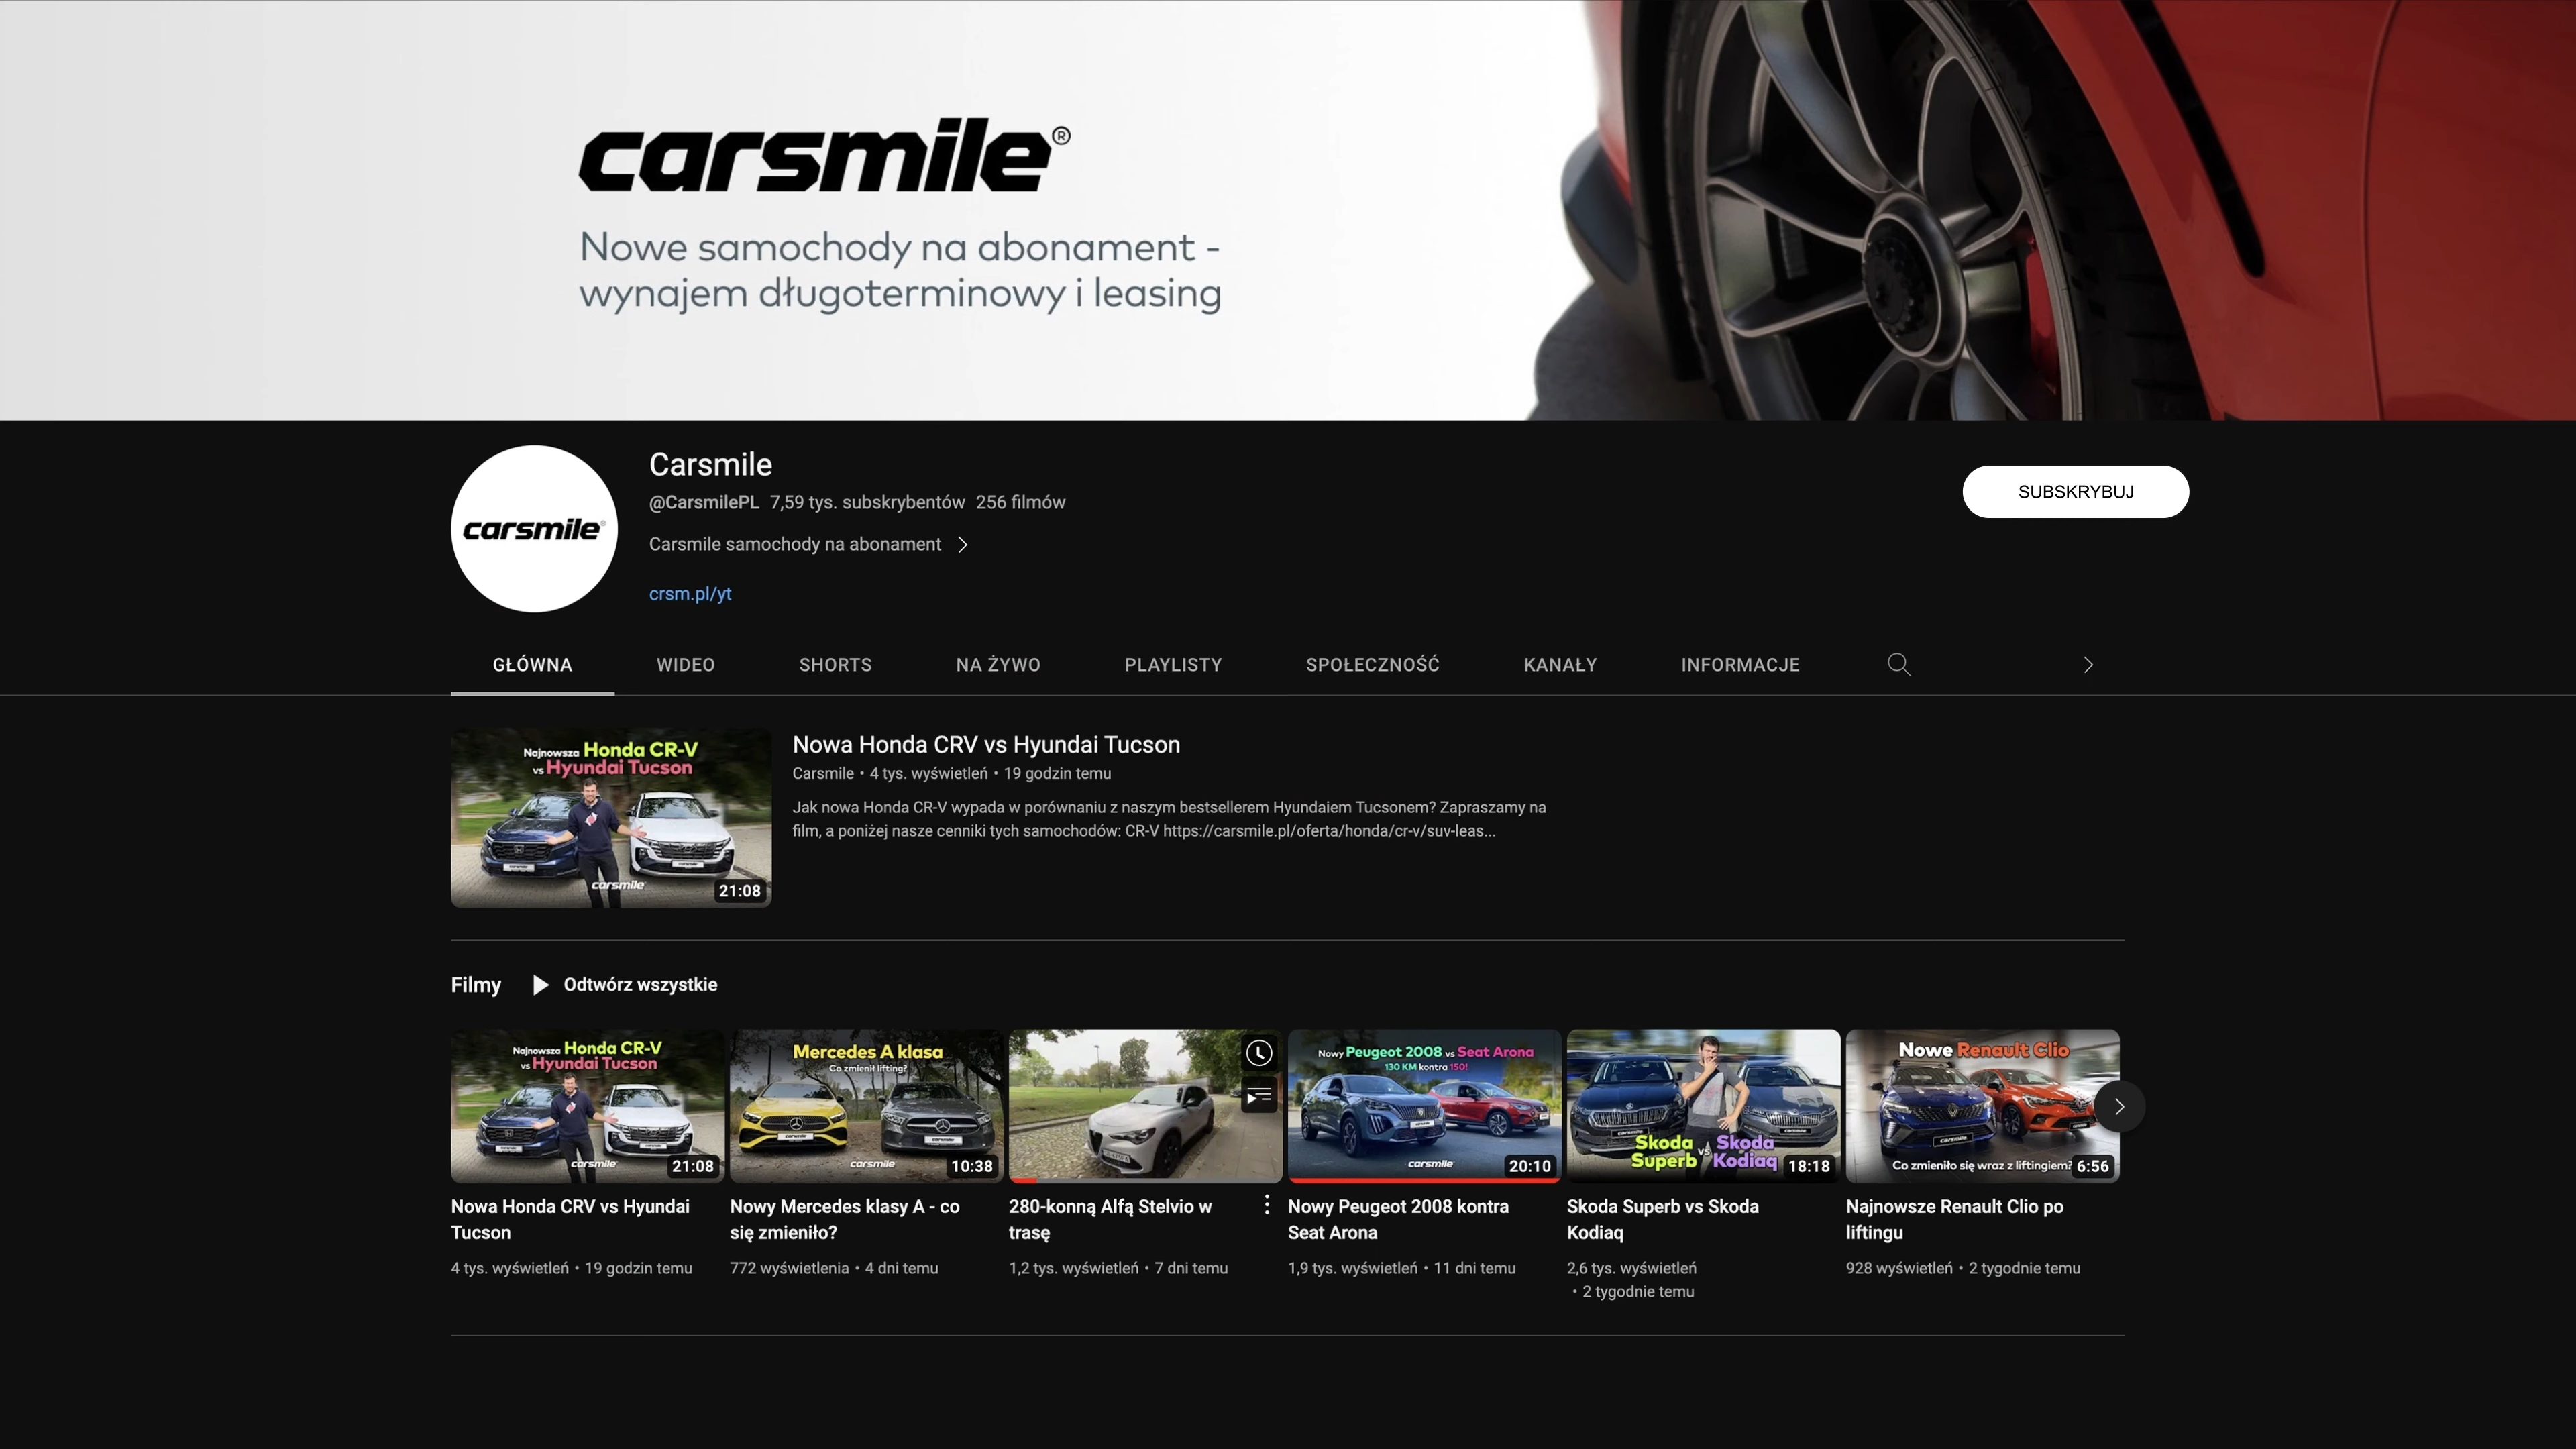 carsmile®
Nowe samochody na abonament -
wynajem długoterminowy i leasing
carsmile®
Carsmile
@CarsmilePL 7,59 tys. subskrybentów 256 filmów
Carsmile samochody na abonament
crsm.pl/yt
SUBSKRYBUJ
GŁÓWNA WIDEO SHORTS NA ŻYWO PLAYLISTY SPOŁECZNOŚĆ KANAŁY INFORMACJE
Najnowsza Honda CR-V
vs Hyundai Tucson
carsmile
21:08
Nowa Honda CRV vs Hyundai Tucson
Carsmile • 4 tys. wyświetleń • 19 godzin temu
Jak nowa Honda CR-V wypada w porównaniu z naszym bestsellerem Hyundaiem Tucsonem? Zapraszamy na
film, a poniżej nasze cenniki tych samochodów: CR-V https://carsmile.pl/oferta/honda/cr-v/suv-leas...
Filmy Odtwórz wszystkie
Najnowsza Honda CR-V
vs Hyundai Tucson
carsmile
21:08
Nowa Honda CRV vs Hyundai
Tucson
4 tys. wyświetleń • 19 godzin temu
Mercedes A klasa
Co zmienił lifting?
carsmile
10:38
Nowy Mercedes klasy A - co
się zmieniło?
772 wyświetlenia • 4 dni temu
280-konną Alfą Stelvio w
trasę
1,2 tys. wyświetleń • 7 dni temu
Nowy Peugeot 2008 vs Seat Arona
130 KM kontra 150!
carsmile
20:10
Nowy Peugeot 2008 kontra
Seat Arona
1,9 tys. wyświetleń • 11 dni temu
Skoda Superb vs Skoda Kodiaq
18:18
Skoda Superb vs Skoda
Kodiaq
2,6 tys. wyświetleń
• 2 tygodnie temu
Nowe Renault Clio
carsmile
Co zmieniło się wraz z liftingiem?
6:56
Najnowsze Renault Clio po
liftingu
928 wyświetleń • 2 tygodnie temu